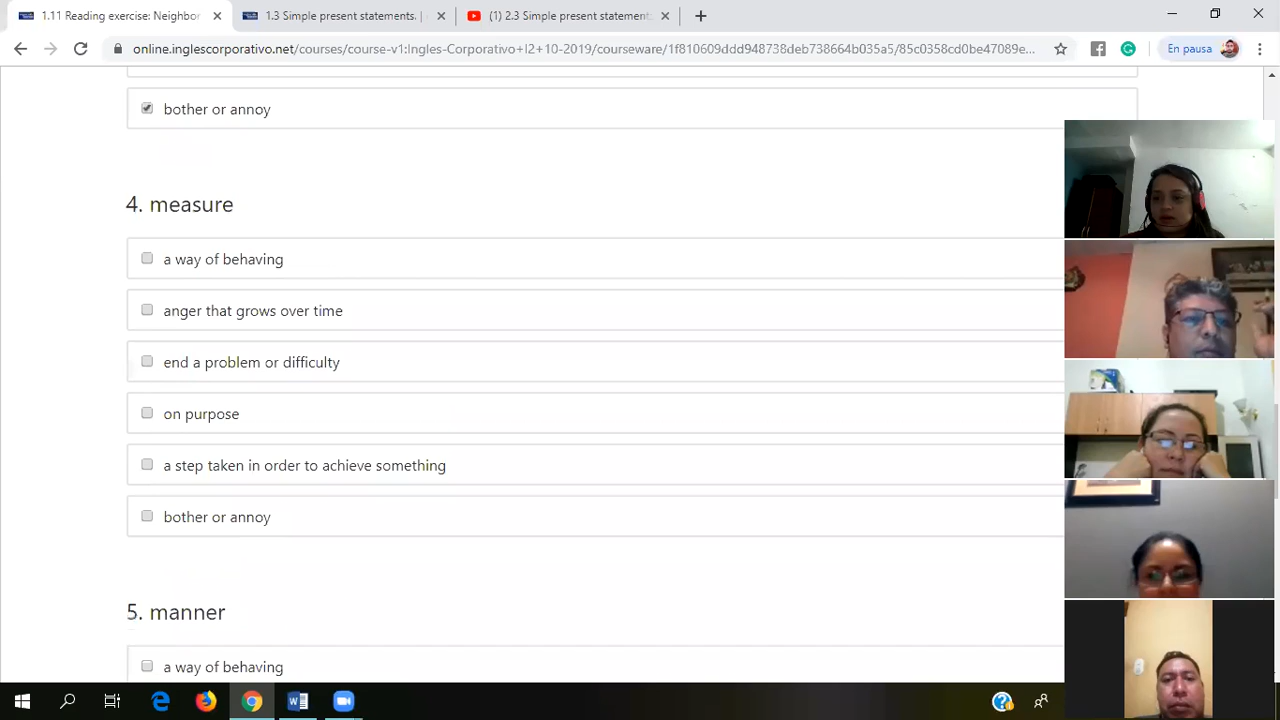 1.11 Reading exercise: Neighbor
1.3 Simple present statements. |
(1) 2.3 Simple present statement
online.inglescorporativo.net/courses/course-v1:Ingles-Corporativo+I2+10-2019/courseware/1f810609ddd948738deb738664b035a5/85c0358cd0be47089e...
En pausa
bother or annoy
4. measure
a way of behaving
anger that grows over time
end a problem or difficulty
on purpose
a step taken in order to achieve something
bother or annoy
5. manner
a way of behaving